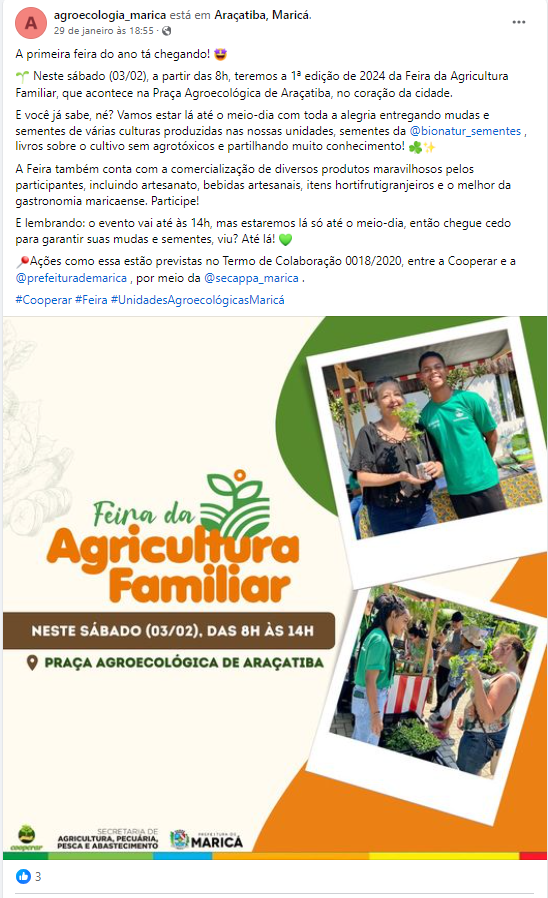 A
agroecologia_marica está em Araçatiba, Maricá.
29 de janeiro às 18:55 ·
A primeira feira do ano tá chegando! 🤩
🌱 Neste sábado (03/02), a partir das 8h, teremos a 1ª edição de 2024 da Feira da Agricultura
Familiar, que acontece na Praça Agroecológica de Araçatiba, no coração da cidade.
E você já sabe, né? Vamos estar lá até o meio-dia com toda a alegria entregando mudas e
sementes de várias culturas produzidas nas nossas unidades, sementes da @bionatur_sementes ,
livros sobre o cultivo sem agrotóxicos e partilhando muito conhecimento! 🍀✨
A Feira também conta com a comercialização de diversos produtos maravilhosos pelos
participantes, incluindo artesanato, bebidas artesanais, itens hortifrutigranjeiros e o melhor da
gastronomia maricaense. Participe!
E lembrando: o evento vai até às 14h, mas estaremos lá só até o meio-dia, então chegue cedo
para garantir suas mudas e sementes, viu? Até lá! 💚
📍Ações como essa estão previstas no Termo de Colaboração 0018/2020, entre a Cooperar e a
@prefeiturademarica , por meio da @secappa_marica .
#Cooperar #Feira #UnidadesAgroecológicasMaricá
Feira da
Agricultura
Familiar
NESTE SÁBADO (03/02), DAS 8H ÀS 14H
PRAÇA AGROECOLÓGICA DE ARAÇATIBA
cooperar
SECRETARIA DE
AGRICULTURA, PECUÁRIA,
PESCA E ABASTECIMENTO
PREFEITURA DE
MARICÁ
3